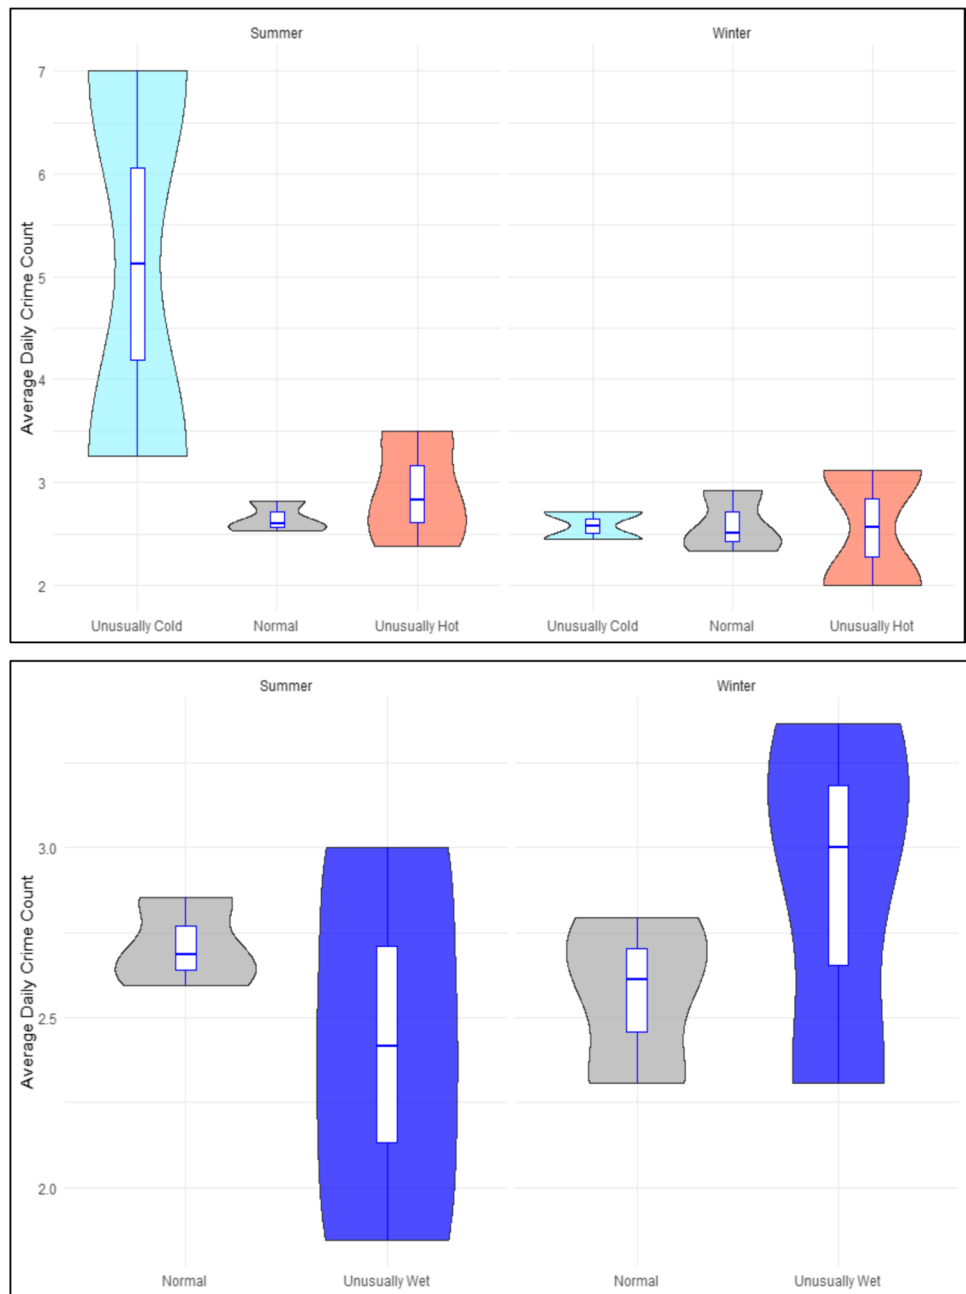 Summer Winter
Average Daily Crime Count
7
6
5
4
3
2
Unusually Cold Normal Unusually Hot Unusually Cold Normal Unusually Hot
Summer Winter
Average Daily Crime Count
3.0
2.5
2.0
Normal Unusually Wet Normal Unusually Wet